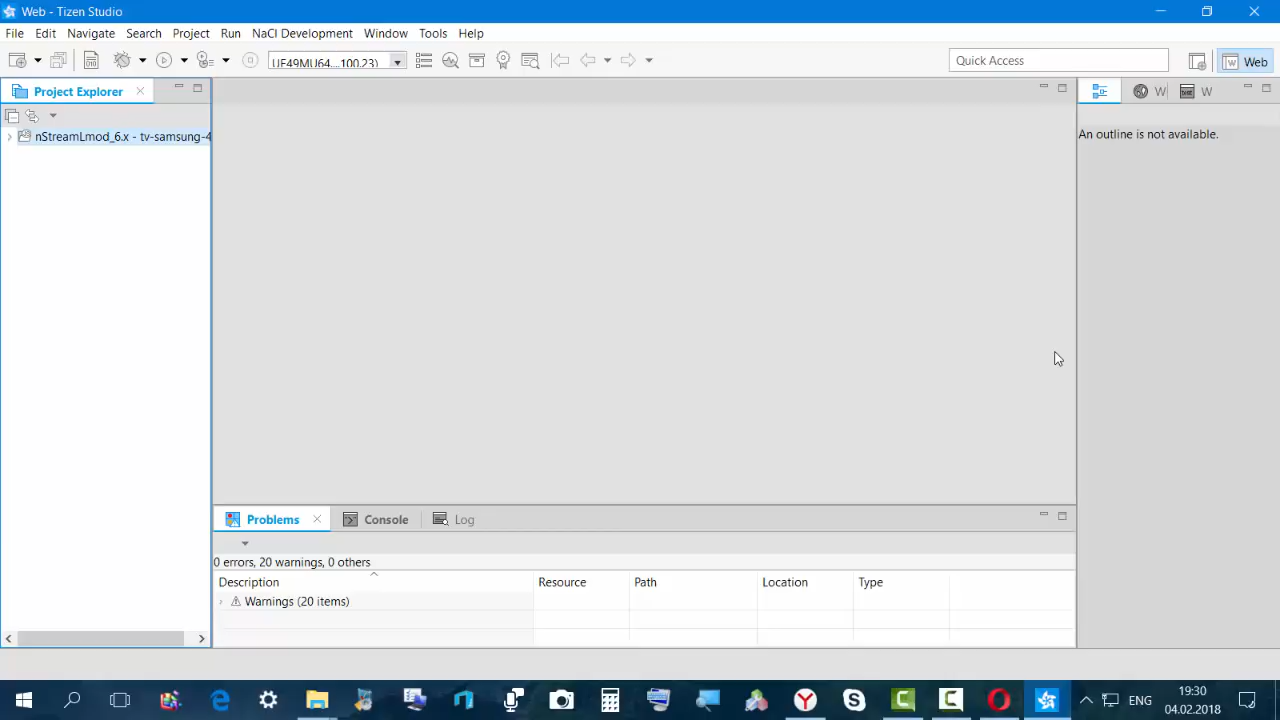 Web - Tizen Studio
File Edit Navigate Search Project Run NaCl Development Window Tools Help
UE49MU64....100.23)
Quick Access
Web
Project Explorer
W
W
nStreamLmod_6.x - tv-samsung-4
An outline is not available.
Problems
Console
Log
0 errors, 20 warnings, 0 others
Description Resource Path Location Type
Warnings (20 items)
ENG
19:30
04.02.2018